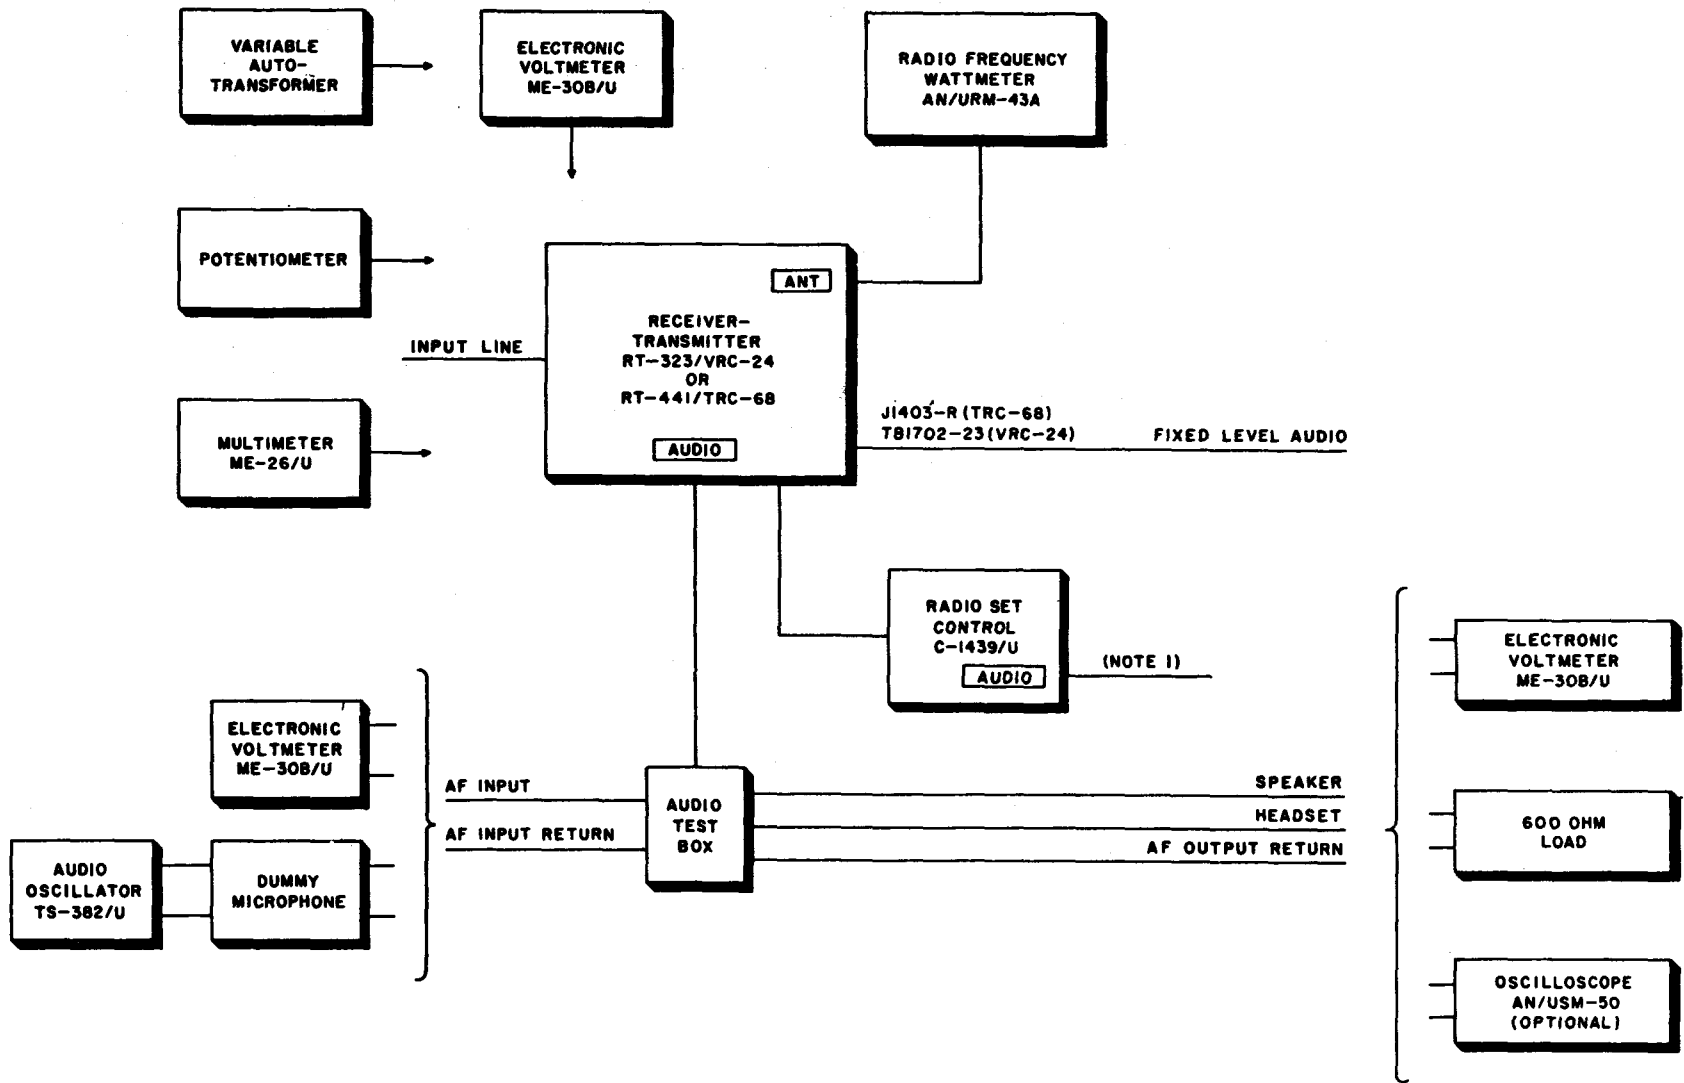 VARIABLE
AUTO-
TRANSFORMER
ELECTRONIC
VOLTMETER
ME-30B/U
RADIO FREQUENCY
WATTMETER
AN/URM-43A
POTENTIOMETER
ANT
RECEIVER-
TRANSMITTER
RT-323/VRC-24
OR
RT-441/TRC-68
INPUT LINE
AUDIO
J1403-R (TRC-68)
TB1702-23 (VRC-24)
FIXED LEVEL AUDIO
MULTIMETER
ME-26/U
RADIO SET
CONTROL
C-1439/U
AUDIO
(NOTE 1)
ELECTRONIC
VOLTMETER
ME-30B/U
ELECTRONIC
VOLTMETER
ME-30B/U
AF INPUT
AF INPUT RETURN
AUDIO
TEST
BOX
SPEAKER
HEADSET
AF OUTPUT RETURN
600 OHM
LOAD
AUDIO
OSCILLATOR
TS-382/U
DUMMY
MICROPHONE
OSCILLOSCOPE
AN/USM-50
(OPTIONAL)